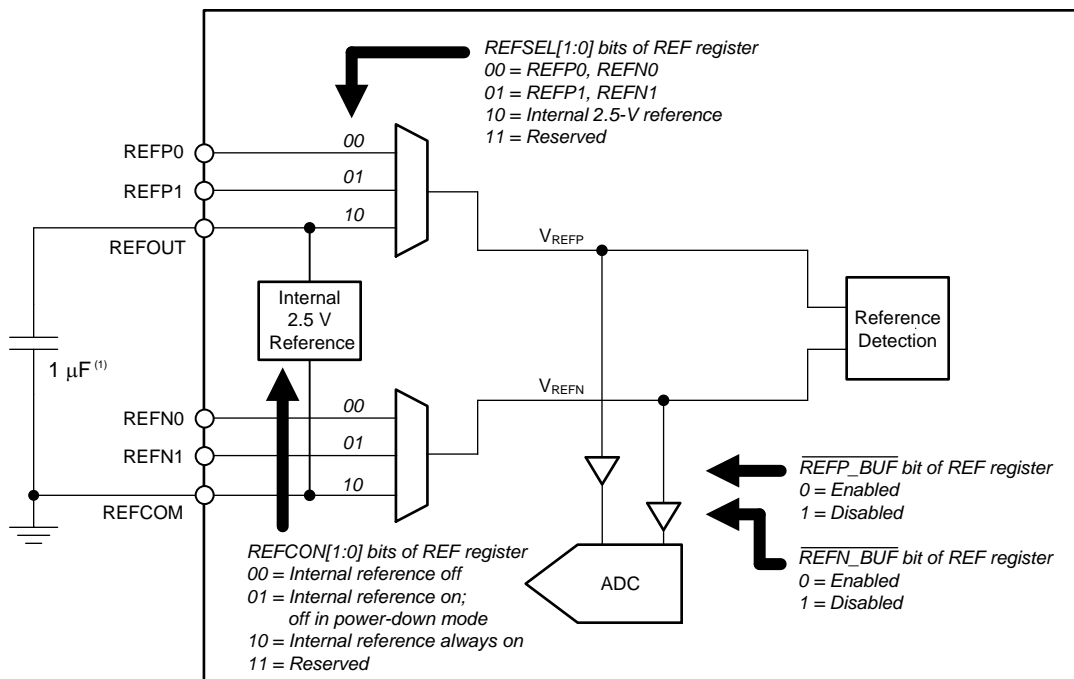 REFSEL[1:0] bits of REF register
00 = REFP0, REFN0
01 = REFP1, REFN1
10 = Internal 2.5-V reference
11 = Reserved
REFP0
00
REFP1
01
REFOUT
10
VREFP
Internal
2.5 V
Reference
Reference
Detection
1 μF (1)
VREFN
REFN0
00
REFN1
01
REFCOM
10
REFP_BUF bit of REF register
0 = Enabled
1 = Disabled
REFN_BUF bit of REF register
0 = Enabled
1 = Disabled
REFCON[1:0] bits of REF register
00 = Internal reference off
01 = Internal reference on;
off in power-down mode
10 = Internal reference always on
11 = Reserved
ADC